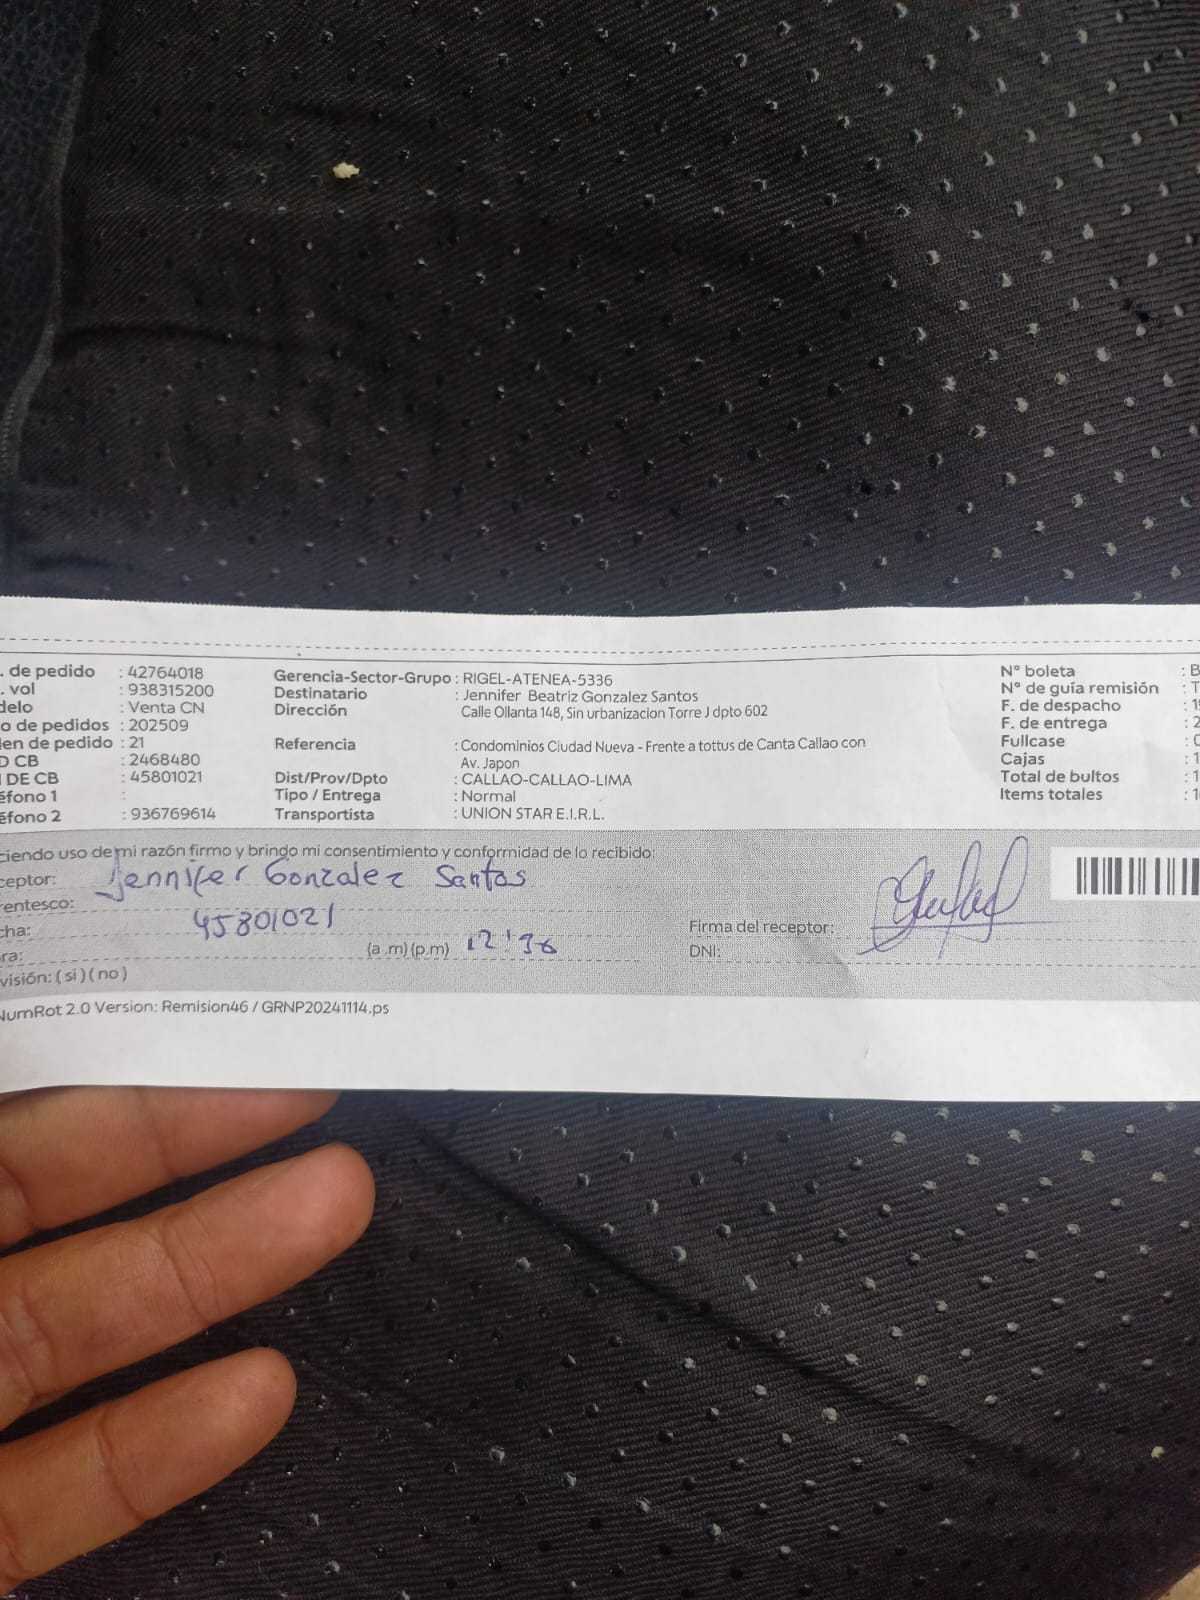 . de pedido : 42764018
. vol : 938315200
delo : Venta CN
o de pedidos : 202509
en de pedido : 21
D CB : 2468480
I DE CB : 45801021
éfono 1 :
éfono 2 : 936769614
Gerencia-Sector-Grupo : RIGEL-ATENEA-5336
Destinatario : Jennifer Beatriz Gonzalez Santos
Dirección Calle Ollanta 148, Sin urbanizacion Torre J dpto 602
Referencia : Condominios Ciudad Nueva - Frente a tottus de Canta Callao con
Av. Japon
Dist/Prov/Dpto : CALLAO-CALLAO-LIMA
Tipo / Entrega : Normal
Transportista : UNION STAR E.I.R.L.
N° boleta : B
N° de guía remisión : T
F. de despacho : 1
F. de entrega : 2
Fullcase :
Cajas : 1
Total de bultos : 1
Items totales : 1
ciendo uso de mi razón firmo y brindo mi consentimiento y conformidad de lo recibido:
ceptor: Jennifer Gonzalez Santos
rentesco:
cha: 45801021
ra: (a.m)(p.m) 12:36
visión: ( si ) ( no )
Firma del receptor:
DNI:
NumRot 2.0 Version: Remision46 / GRNP20241114.ps